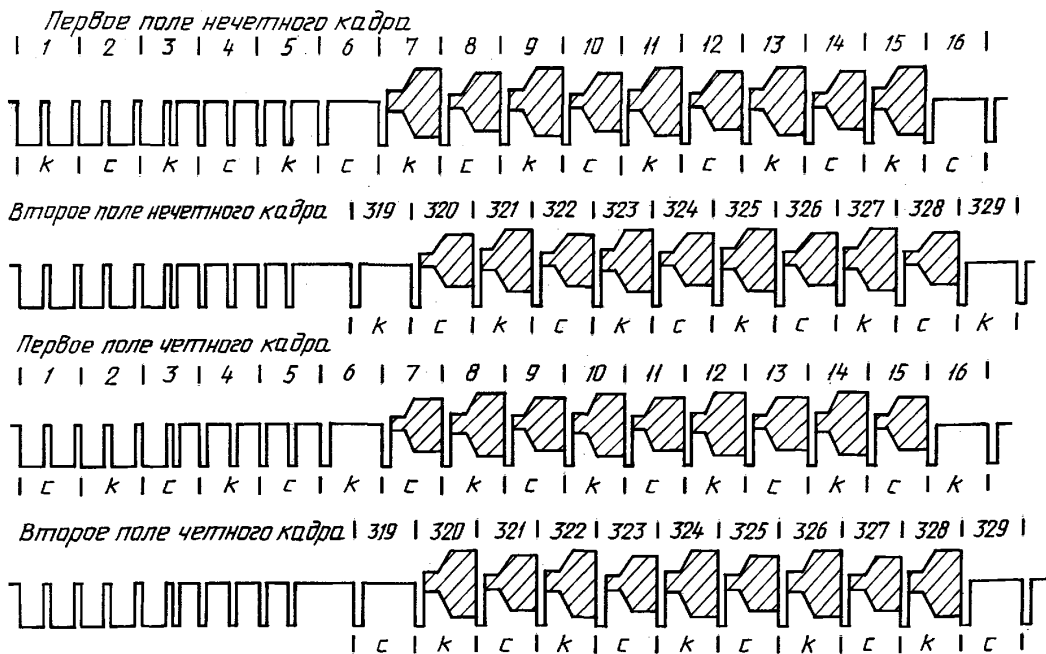 Первое поле нечетного кадра
| 1 | 2 | 3 | 4 | 5 | 6 | 7 | 8 | 9 | 10 | 11 | 12 | 13 | 14 | 15 | 16 |
| к | с | к | с | к | с | к | с | к | с | к | с | к | с | к | с |
Второе поле нечетного кадра | 319 | 320 | 321 | 322 | 323 | 324 | 325 | 326 | 327 | 328 | 329 |
| к | с | к | с | к | с | к | с | к | с | к |
Первое поле четного кадра
| 1 | 2 | 3 | 4 | 5 | 6 | 7 | 8 | 9 | 10 | 11 | 12 | 13 | 14 | 15 | 16 |
| с | к | с | к | с | к | с | к | с | к | с | к | с | к | с | к |
Второе поле четного кадра | 319 | 320 | 321 | 322 | 323 | 324 | 325 | 326 | 327 | 328 | 329 |
| с | к | с | к | с | к | с | к | с | к | с |